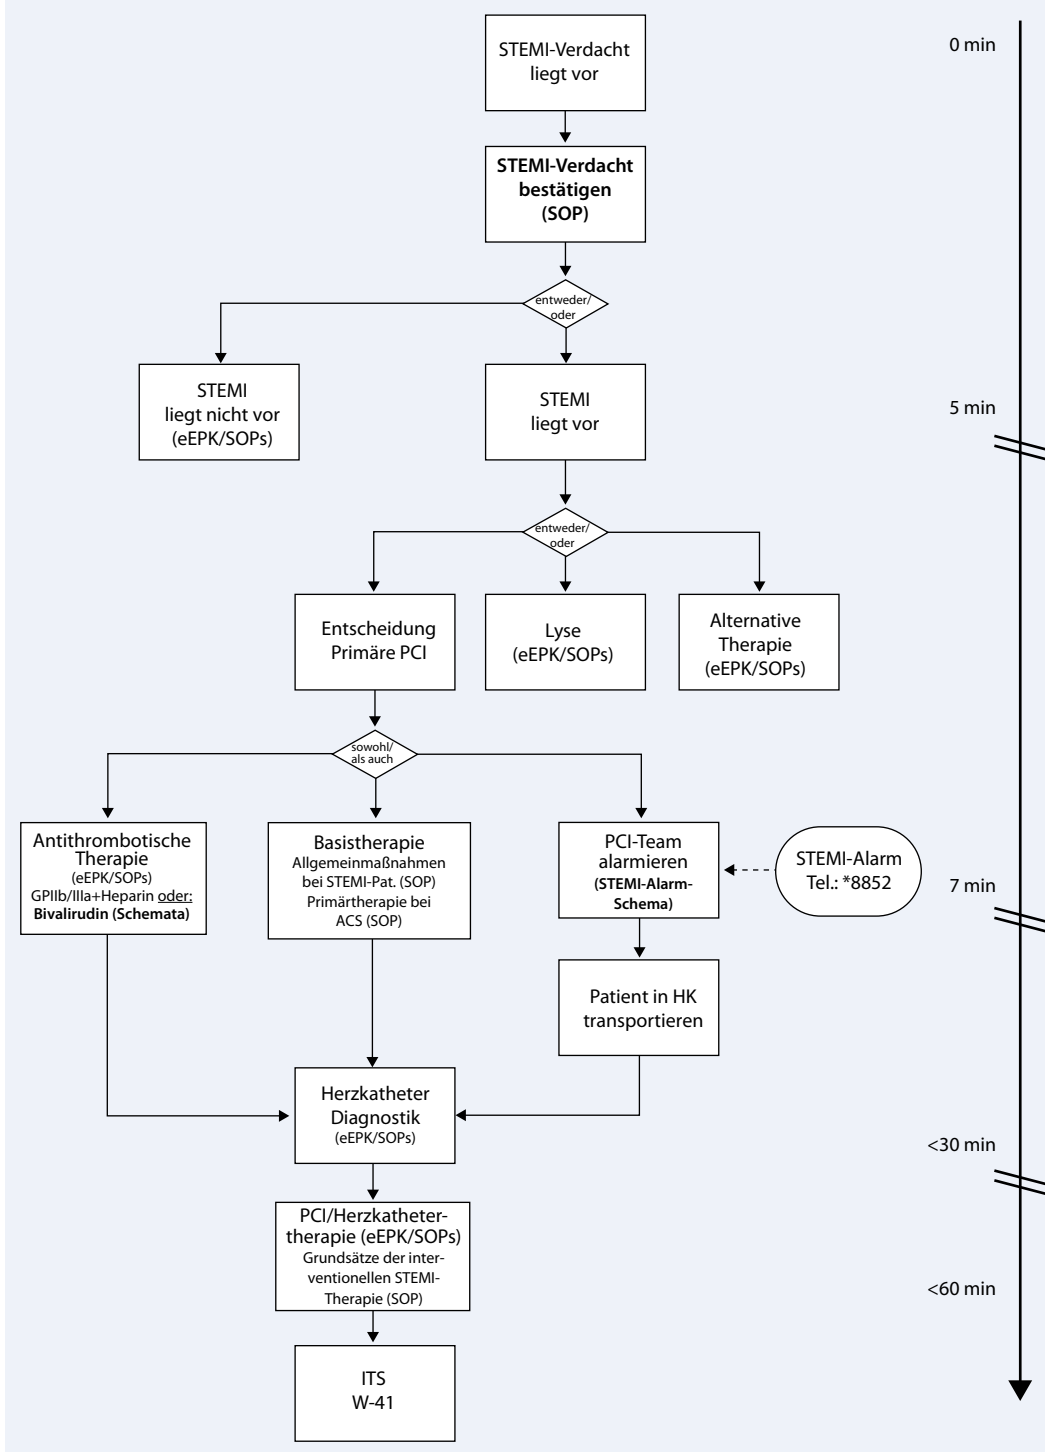 STEMI-Verdacht
liegt vor
0 min
STEMI-Verdacht
bestätigen
(SOP)
entweder/
oder
STEMI
liegt nicht vor
(eEPK/SOPs)
STEMI
liegt vor
5 min
entweder/
oder
Entscheidung
Primäre PCI
Lyse
(eEPK/SOPs)
Alternative
Therapie
(eEPK/SOPs)
sowohl/
als auch
Antithrombotische
Therapie
(eEPK/SOPs)
GPIIb/IIIa+Heparin oder:
Bivalirudin (Schemata)
Basistherapie
Allgemeinmaßnahmen
bei STEMI-Pat. (SOP)
Primärtherapie bei
ACS (SOP)
PCI-Team
alarmieren
(STEMI-Alarm-
Schema)
STEMI-Alarm
Tel.: *8852
7 min
Patient in HK
transportieren
Herzkatheter
Diagnostik
(eEPK/SOPs)
<30 min
PCI/Herzkatheter-
therapie (eEPK/SOPs)
Grundsätze der inter-
ventionellen STEMI-
Therapie (SOP)
<60 min
ITS
W-41